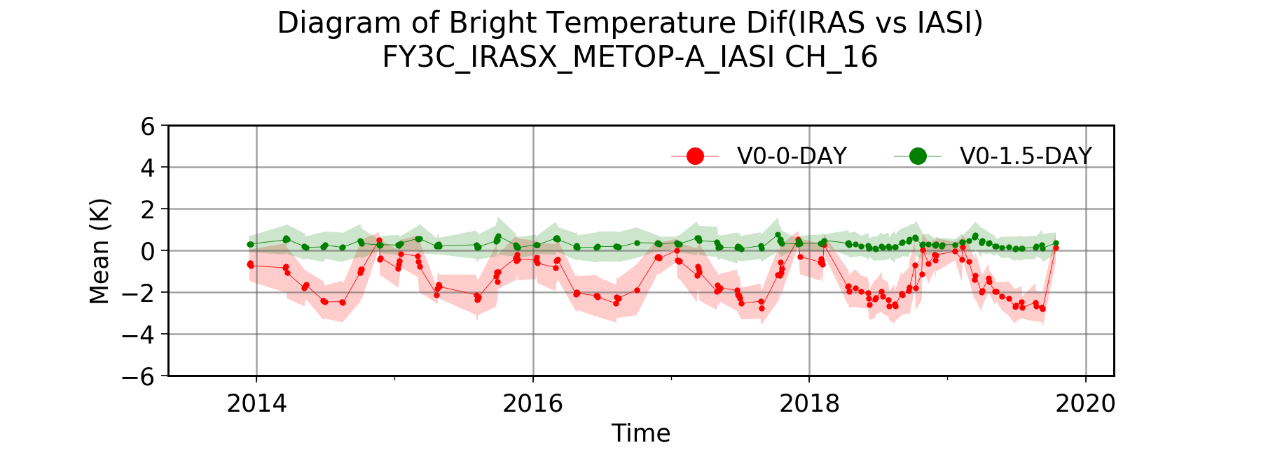 Diagram of Bright Temperature Dif(IRAS vs IASI)
FY3C_IRASX_METOP-A_IASI CH_16
V0-0-DAY V0-1.5-DAY
Mean (K)
6
4
2
0
−2
−4
−6
2014 2016 2018 2020
Time